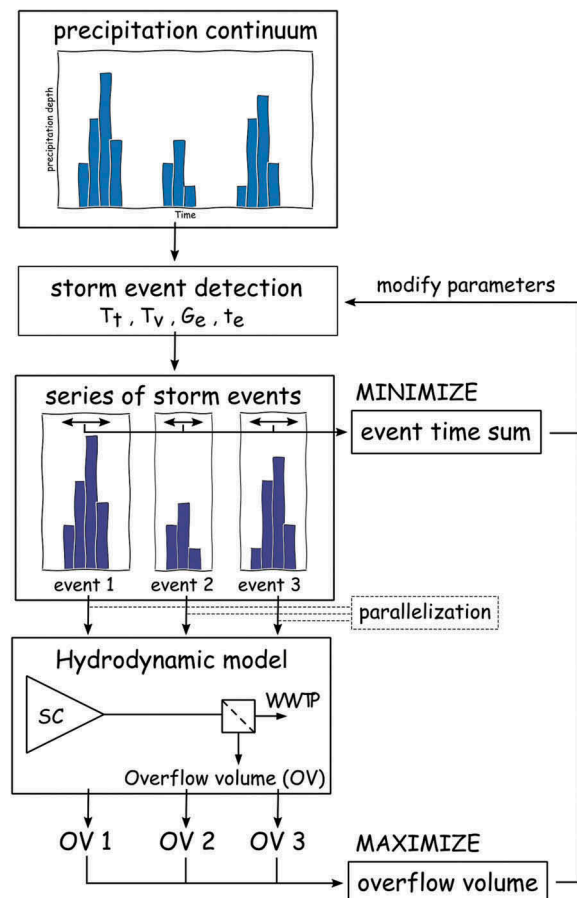 precipitation continuum
precipitation depth
Time
storm event detection
Tt , Tv , Ge , te
modify parameters
series of storm events
MINIMIZE
event time sum
event 1 event 2 event 3
parallelization
Hydrodynamic model
SC
WWTP
Overflow volume (OV)
OV 1 OV 2 OV 3
MAXIMIZE
overflow volume